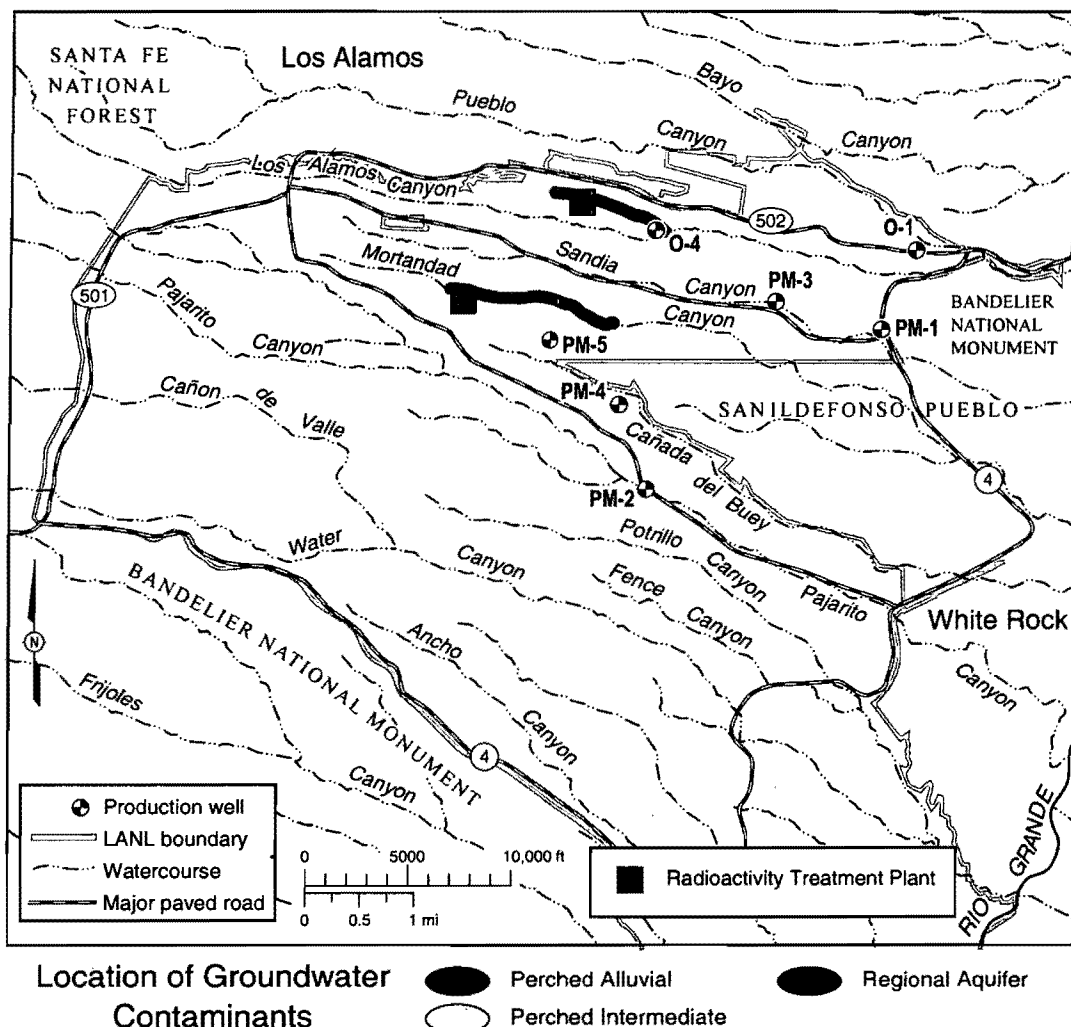 SANTA FE
NATIONAL
FOREST
Los Alamos
Bayo
Canyon
Pueblo
Canyon
Los Alamos
Canyon
502
O-1
O-4
Sandia
Canyon
PM-3
Mortandad
Canyon
PM-1
BANDELIER
NATIONAL
MONUMENT
501
Pajarito
Canyon
PM-5
PM-4
SANILDEFONSO PUEBLO
Cañon
de
Valle
Cañada
del
Buey
4
PM-2
Water
Canyon
Potrillo
Canyon
Pajarito
Fence
Canyon
White Rock
Canyon
BANDELIER NATIONAL MONUMENT
N
Ancho
Canyon
Frijoles
Canyon
4
RIO GRANDE
Production well
LANL boundary
Watercourse
Major paved road
0 5000 10,000 ft
0 0.5 1 mi
Radioactivity Treatment Plant
Location of Groundwater
Contaminants
Perched Alluvial
Regional Aquifer
Perched Intermediate